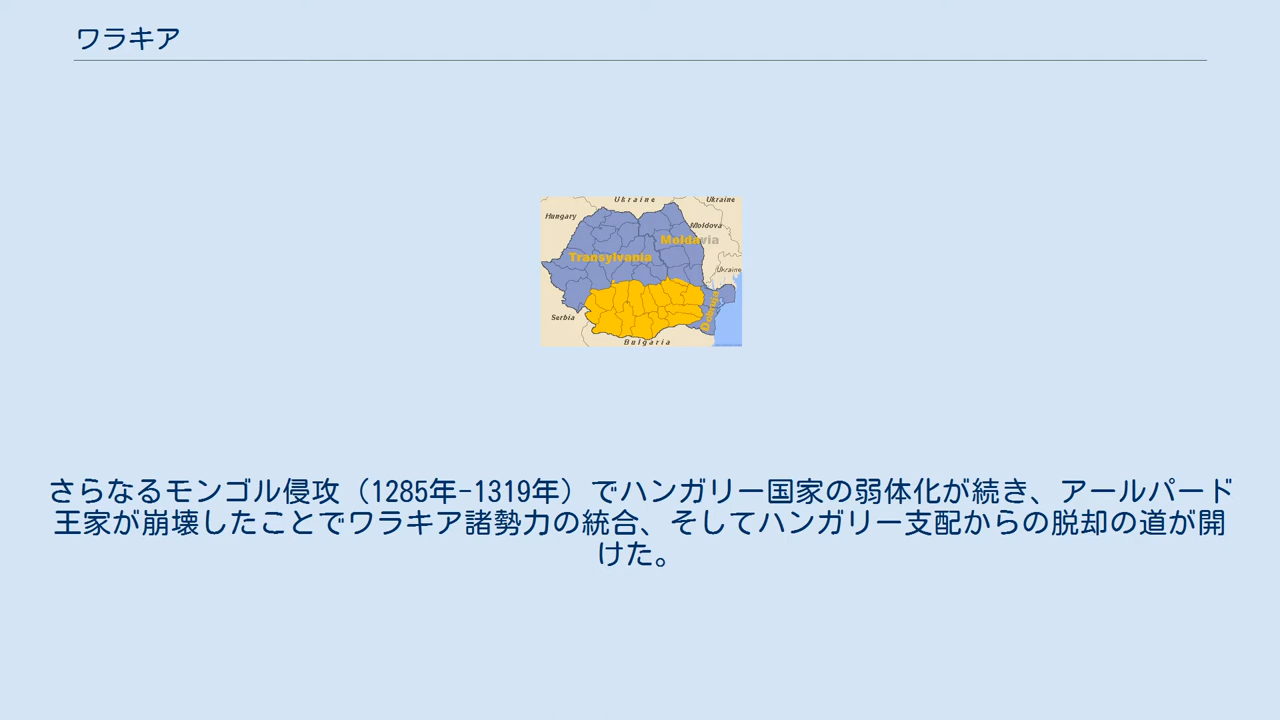 ワラキア
Ukraine
Ukraine
Hungary
Moldova
Moldavia
Transylvania
Ukraine
Dobruja
Serbia
Bulgaria
さらなるモンゴル侵攻（1285年-1319年）でハンガリー国家の弱体化が続き、アールパード
王家が崩壊したことでワラキア諸勢力の統合、そしてハンガリー支配からの脱却の道が開
けた。